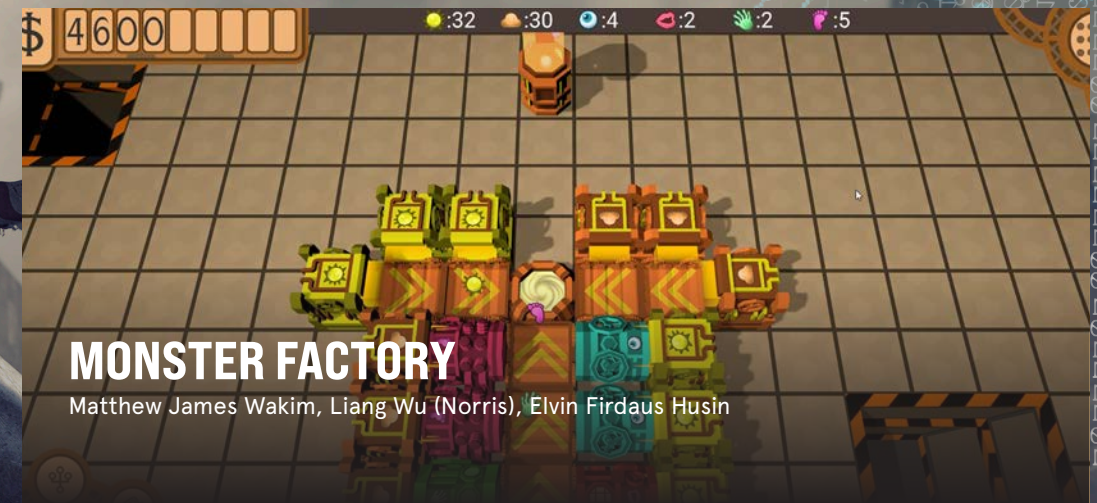 $ 4600
:32 :30 :4 :2 :2 :5
MONSTER FACTORY
Matthew James Wakim, Liang Wu (Norris), Elvin Firdaus Husin